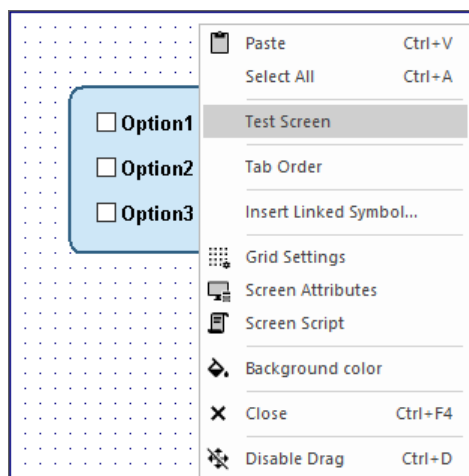 Paste Ctrl+V
Select All Ctrl+A
Option1 Test Screen
Option2 Tab Order
Option3 Insert Linked Symbol...
Grid Settings
Screen Attributes
Screen Script
Background color
Close Ctrl+F4
Disable Drag Ctrl+D